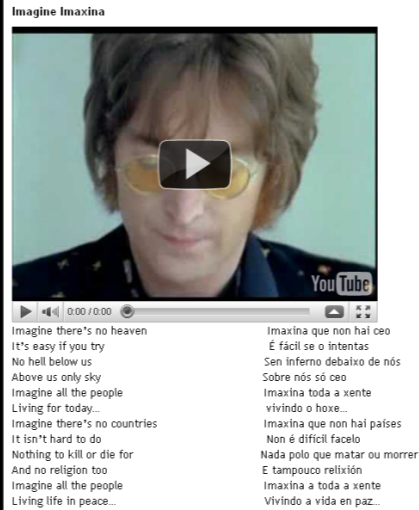 Imagine Imaxina
YouTube
0:00 / 0:00
Imagine there's no heaven
It's easy if you try
No hell below us
Above us only sky
Imagine all the people
Living for today...
Imagine there's no countries
It isn't hard to do
Nothing to kill or die for
And no religion too
Imagine all the people
Living life in peace...
Imaxina que non hai ceo
É fácil se o intentas
Sen inferno debaixo de nós
Sobre nós só ceo
Imaxina toda a xente
vivindo o hoxe...
Imaxina que non hai países
Non é difícil facelo
Nada polo que matar ou morrer
E tampouco relixión
Imaxina a toda a xente
Vivindo a vida en paz...